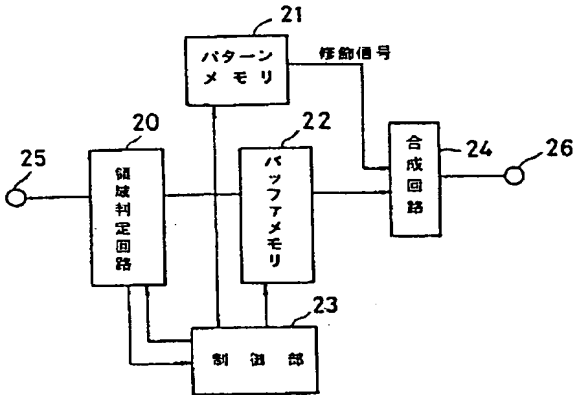 21
パターン
メモリ
修飾信号
20
22
25
領域判定回路
バッファメモリ
合成回路
24
26
23
制御部